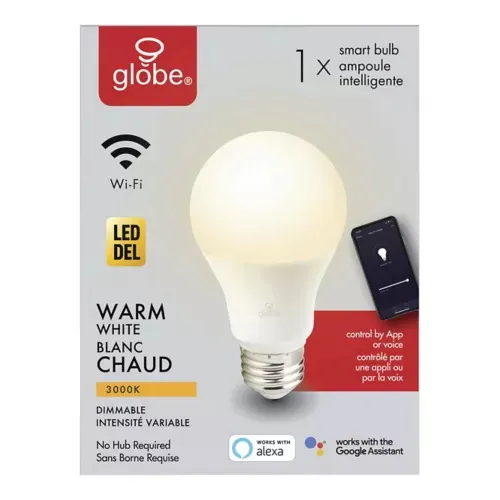 globe®
1 x smart bulb
ampoule
intelligente
Wi-Fi
LED
DEL
WARM
WHITE
BLANC
CHAUD
3000K
DIMMABLE
INTENSITÉ VARIABLE
No Hub Required
Sans Borne Requise
globe
control by App
or voice
contrôlé par
une appli ou
par la voix
WORKS WITH
alexa
works with the
Google Assistant